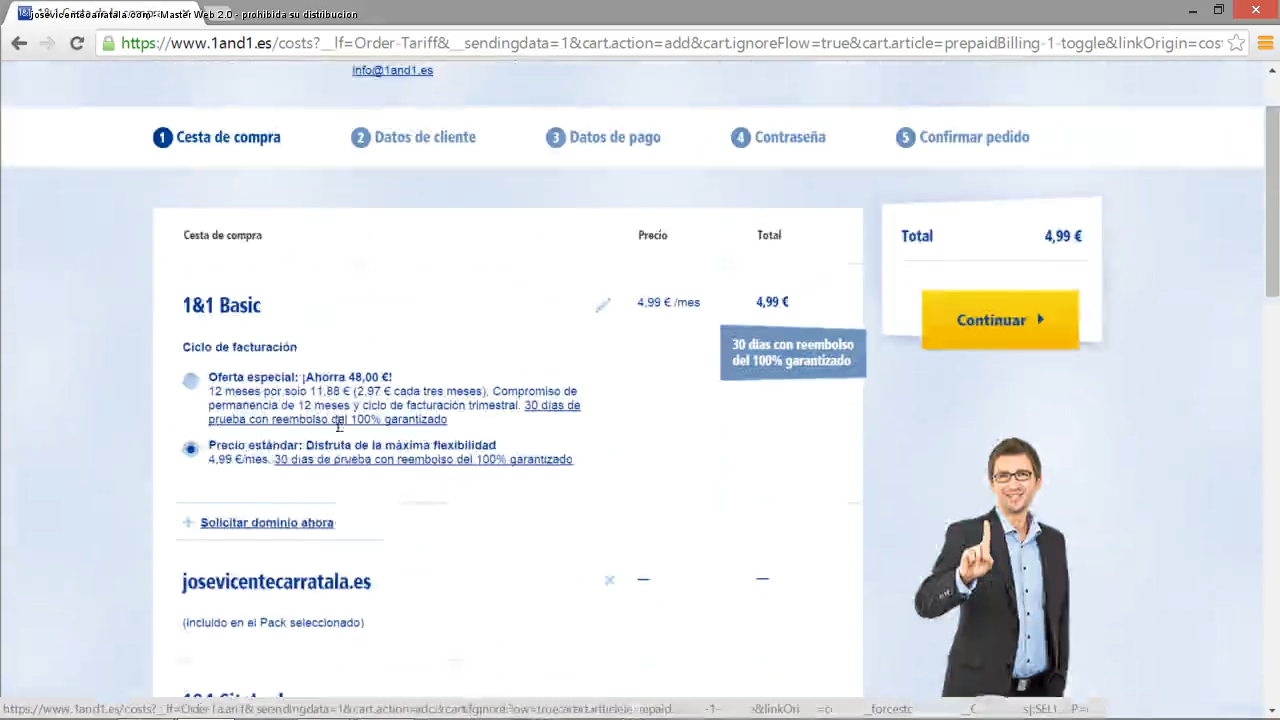 josevicentecarratala.com - Master Web 2.0 - prohibida su distribucion
https://www.1and1.es/costs?__lf=Order-Tariff&__sendingdata=1&cart.action=add&cart.ignoreFlow=true&cart.article=prepaidBilling-1-toggle&linkOrigin=cos
info@1and1.es
1 Cesta de compra
2 Datos de cliente
3 Datos de pago
4 Contraseña
5 Confirmar pedido
Cesta de compra Precio Total
Total 4,99 €
1&1 Basic 4,99 € /mes 4,99 €
Continuar
30 días con reembolso
del 100% garantizado
Ciclo de facturación
Oferta especial: ¡Ahorra 48,00 €!
12 meses por solo 11,88 € (2,97 € cada tres meses). Compromiso de
permanencia de 12 meses y ciclo de facturación trimestral. 30 días de
prueba con reembolso del 100% garantizado
Precio estándar: Disfruta de la máxima flexibilidad
4,99 €/mes. 30 días de prueba con reembolso del 100% garantizado
Solicitar dominio ahora
josevicentecarratala.es — —
(incluido en el Pack seleccionado)